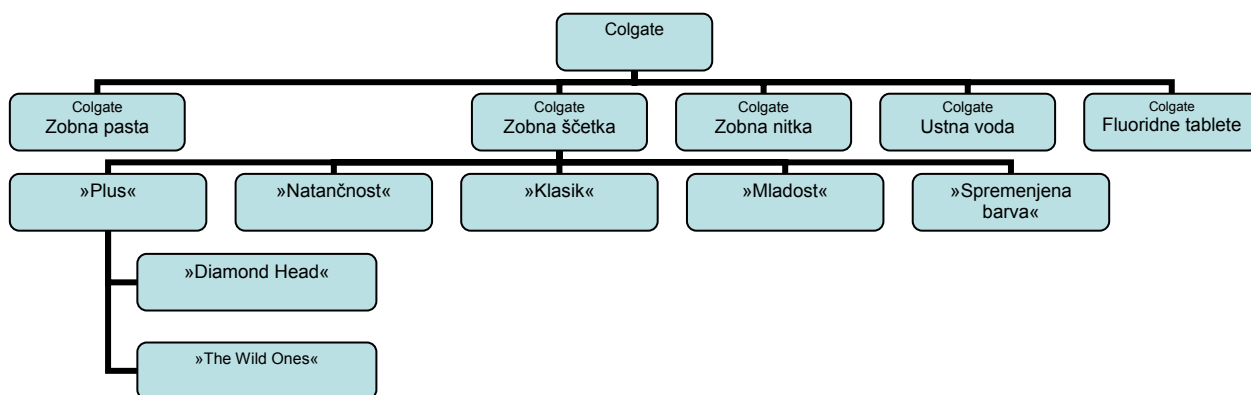 Colgate
Colgate
Zobna pasta
Colgate
Zobna ščetka
Colgate
Zobna nitka
Colgate
Ustna voda
Colgate
Fluoridne tablete
»Plus«
»Natančnost«
»Klasik«
»Mladost«
»Spremenjena
barva«
»Diamond Head«
»The Wild Ones«